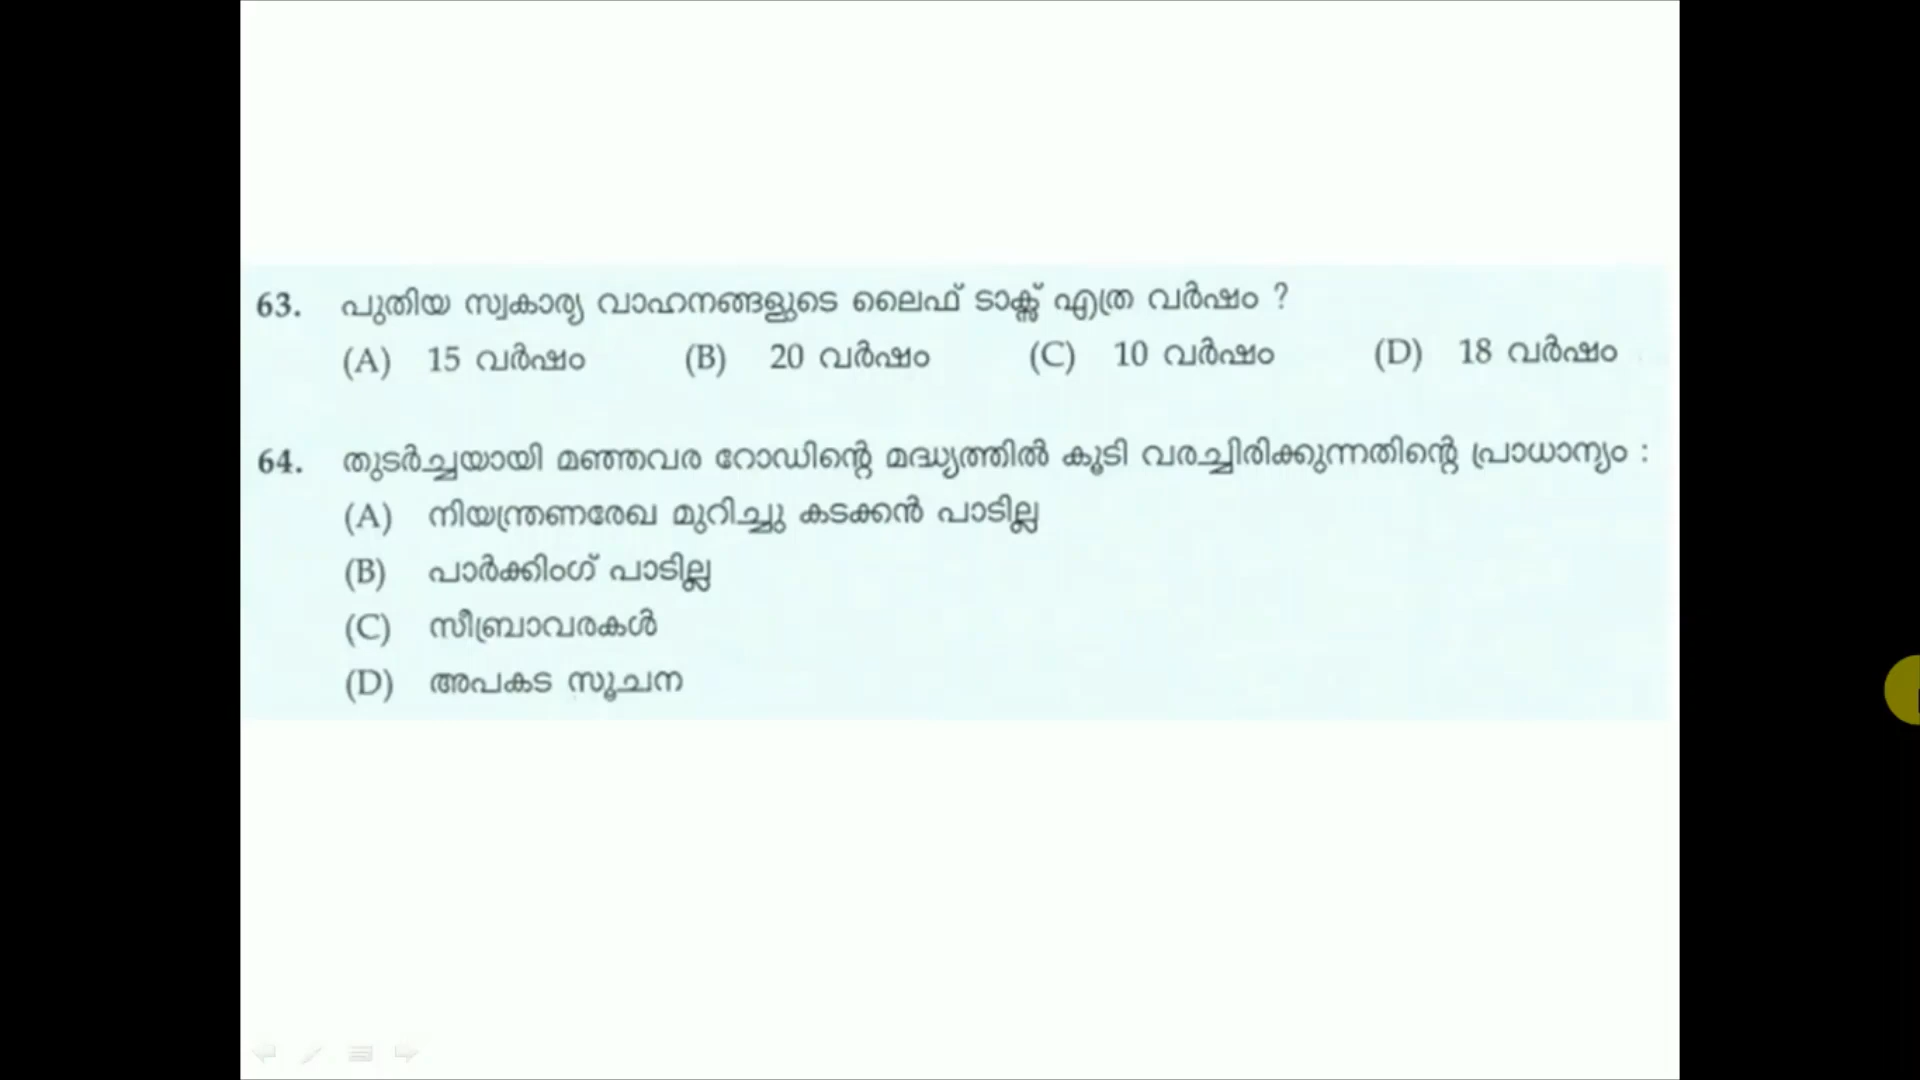 63. പുതിയ സ്വകാര്യ വാഹനങ്ങളുടെ ലൈഫ് ടാക്സ് എത്ര വർഷം ?
(A) 15 വർഷം (B) 20 വർഷം (C) 10 വർഷം (D) 18 വർഷം
64. തുടർച്ചയായി മഞ്ഞവര റോഡിന്റെ മദ്ധ്യത്തിൽ കൂടി വരച്ചിരിക്കുന്നതിന്റെ പ്രാധാന്യം :
(A) നിയന്ത്രണരേഖ മുറിച്ചു കടക്കൻ പാടില്ല
(B) പാർക്കിംഗ് പാടില്ല
(C) സീബ്രാവരകൾ
(D) അപകട സൂചന